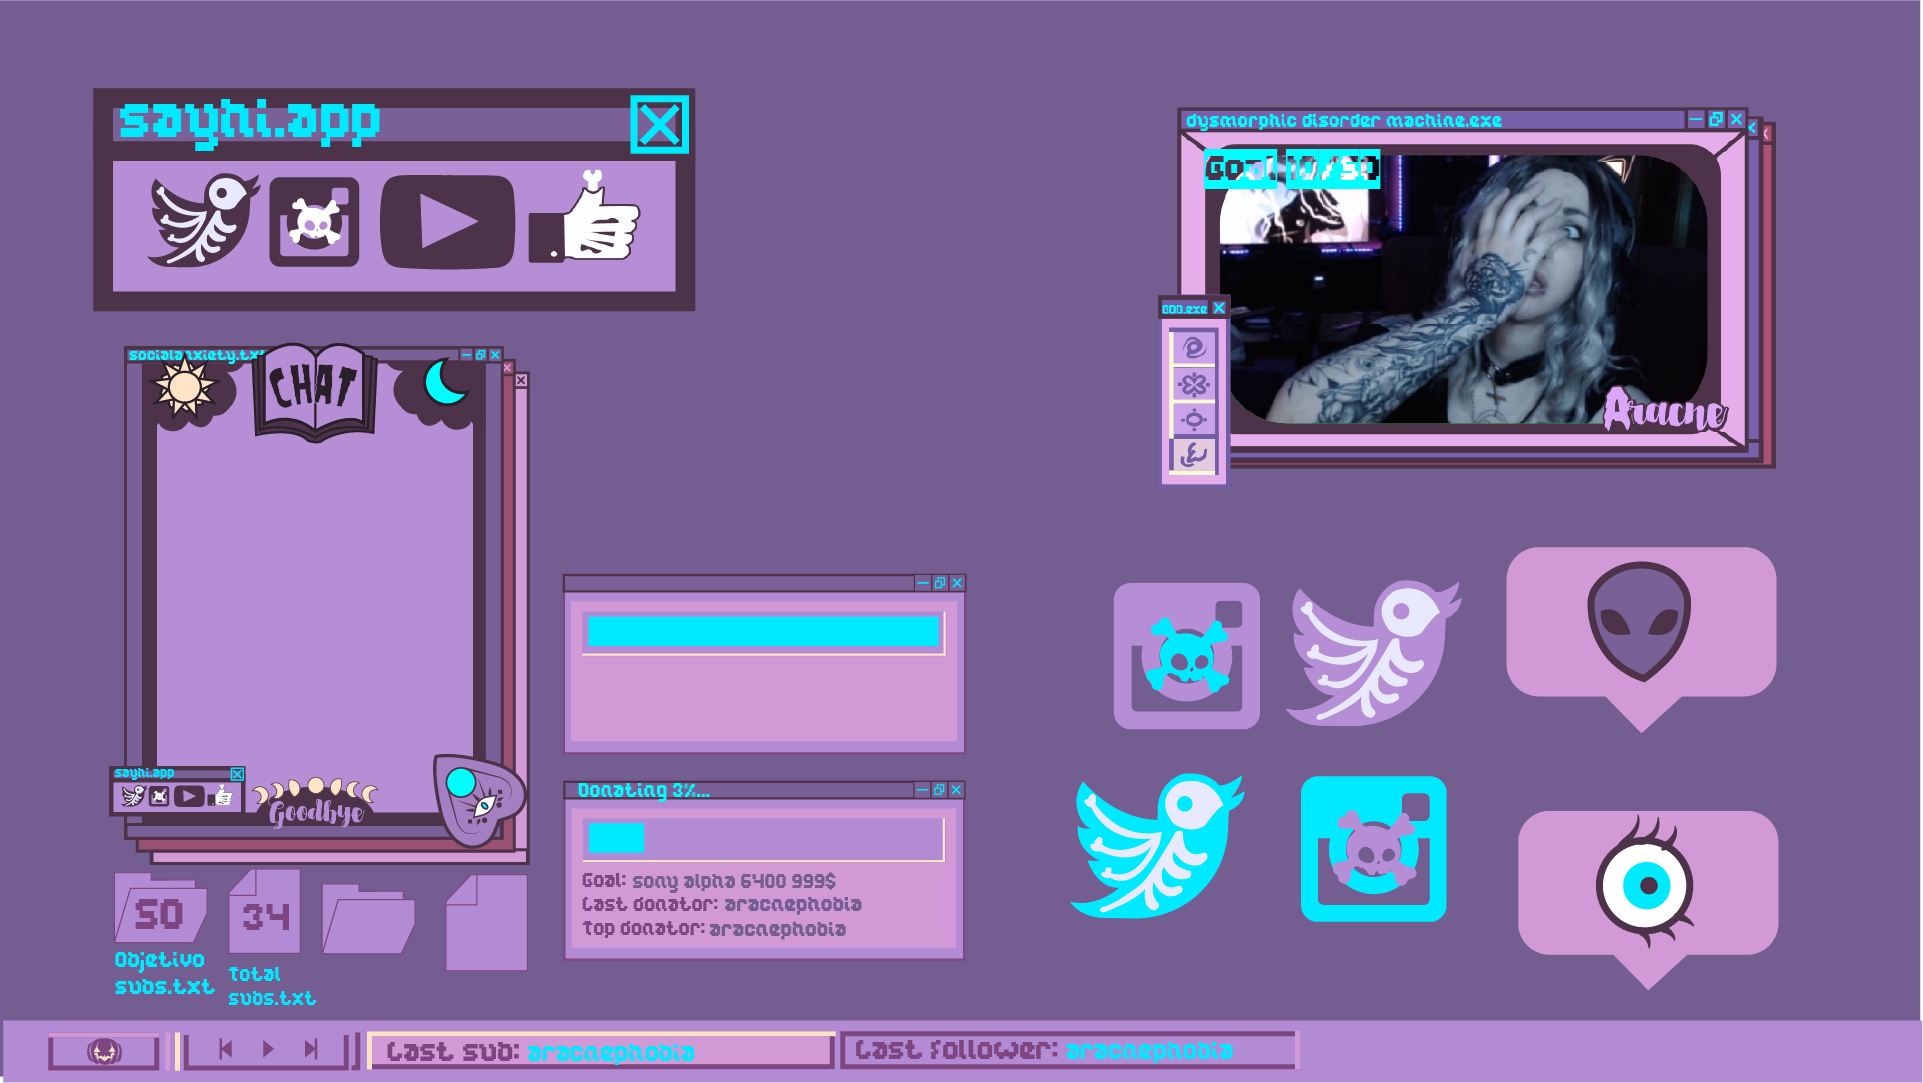 sayhi.app
dysmorphic disorder machine.exe
Goal 10/50
GOO.exe
Aracne
socialanxiety.txt
CHAT
sayhi.app
Goodbye
Donating 3%...
Goal: sony alpha 6400 999$
Last donator: aracnephobia
Top donator: aracnephobia
50
34
Objetivo
subs.txt
Total
subs.txt
Last sub: aracnephobia
Last follower: aracnephobia